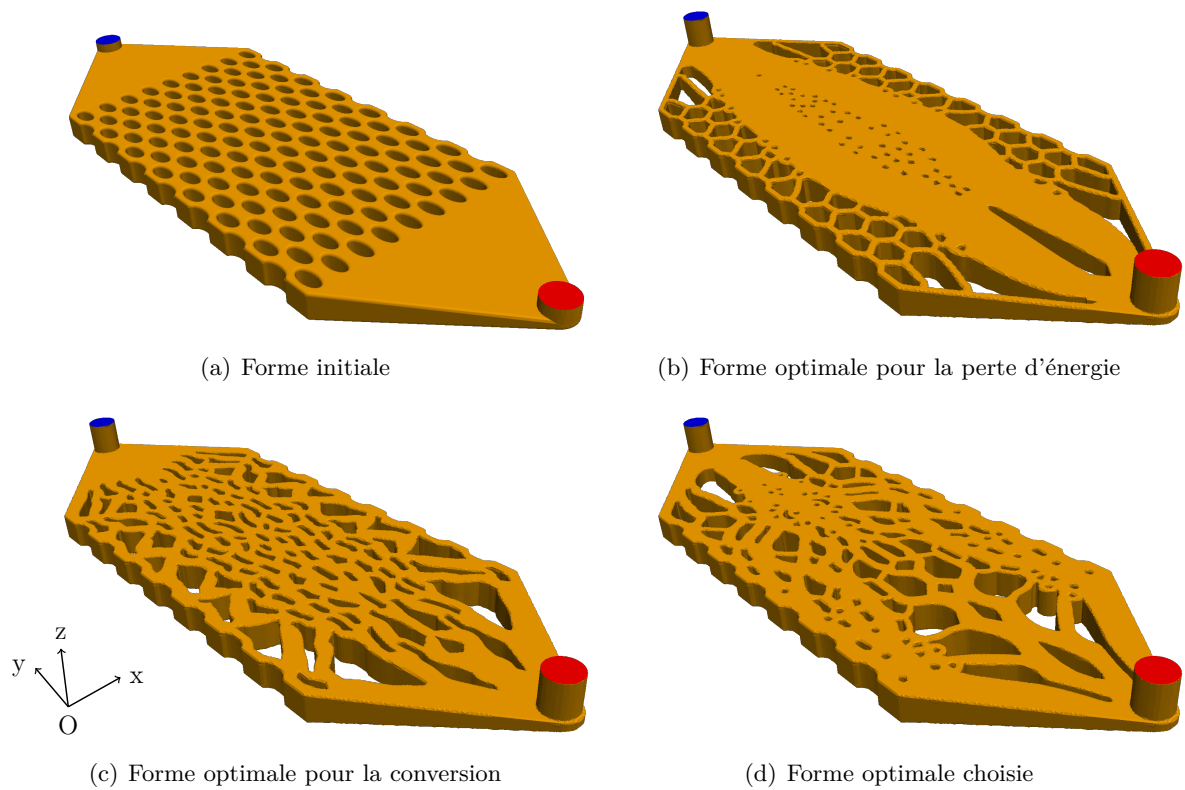 (a) Forme initiale
(b) Forme optimale pour la perte d'énergie
z
y
x
O
(c) Forme optimale pour la conversion
(d) Forme optimale choisie